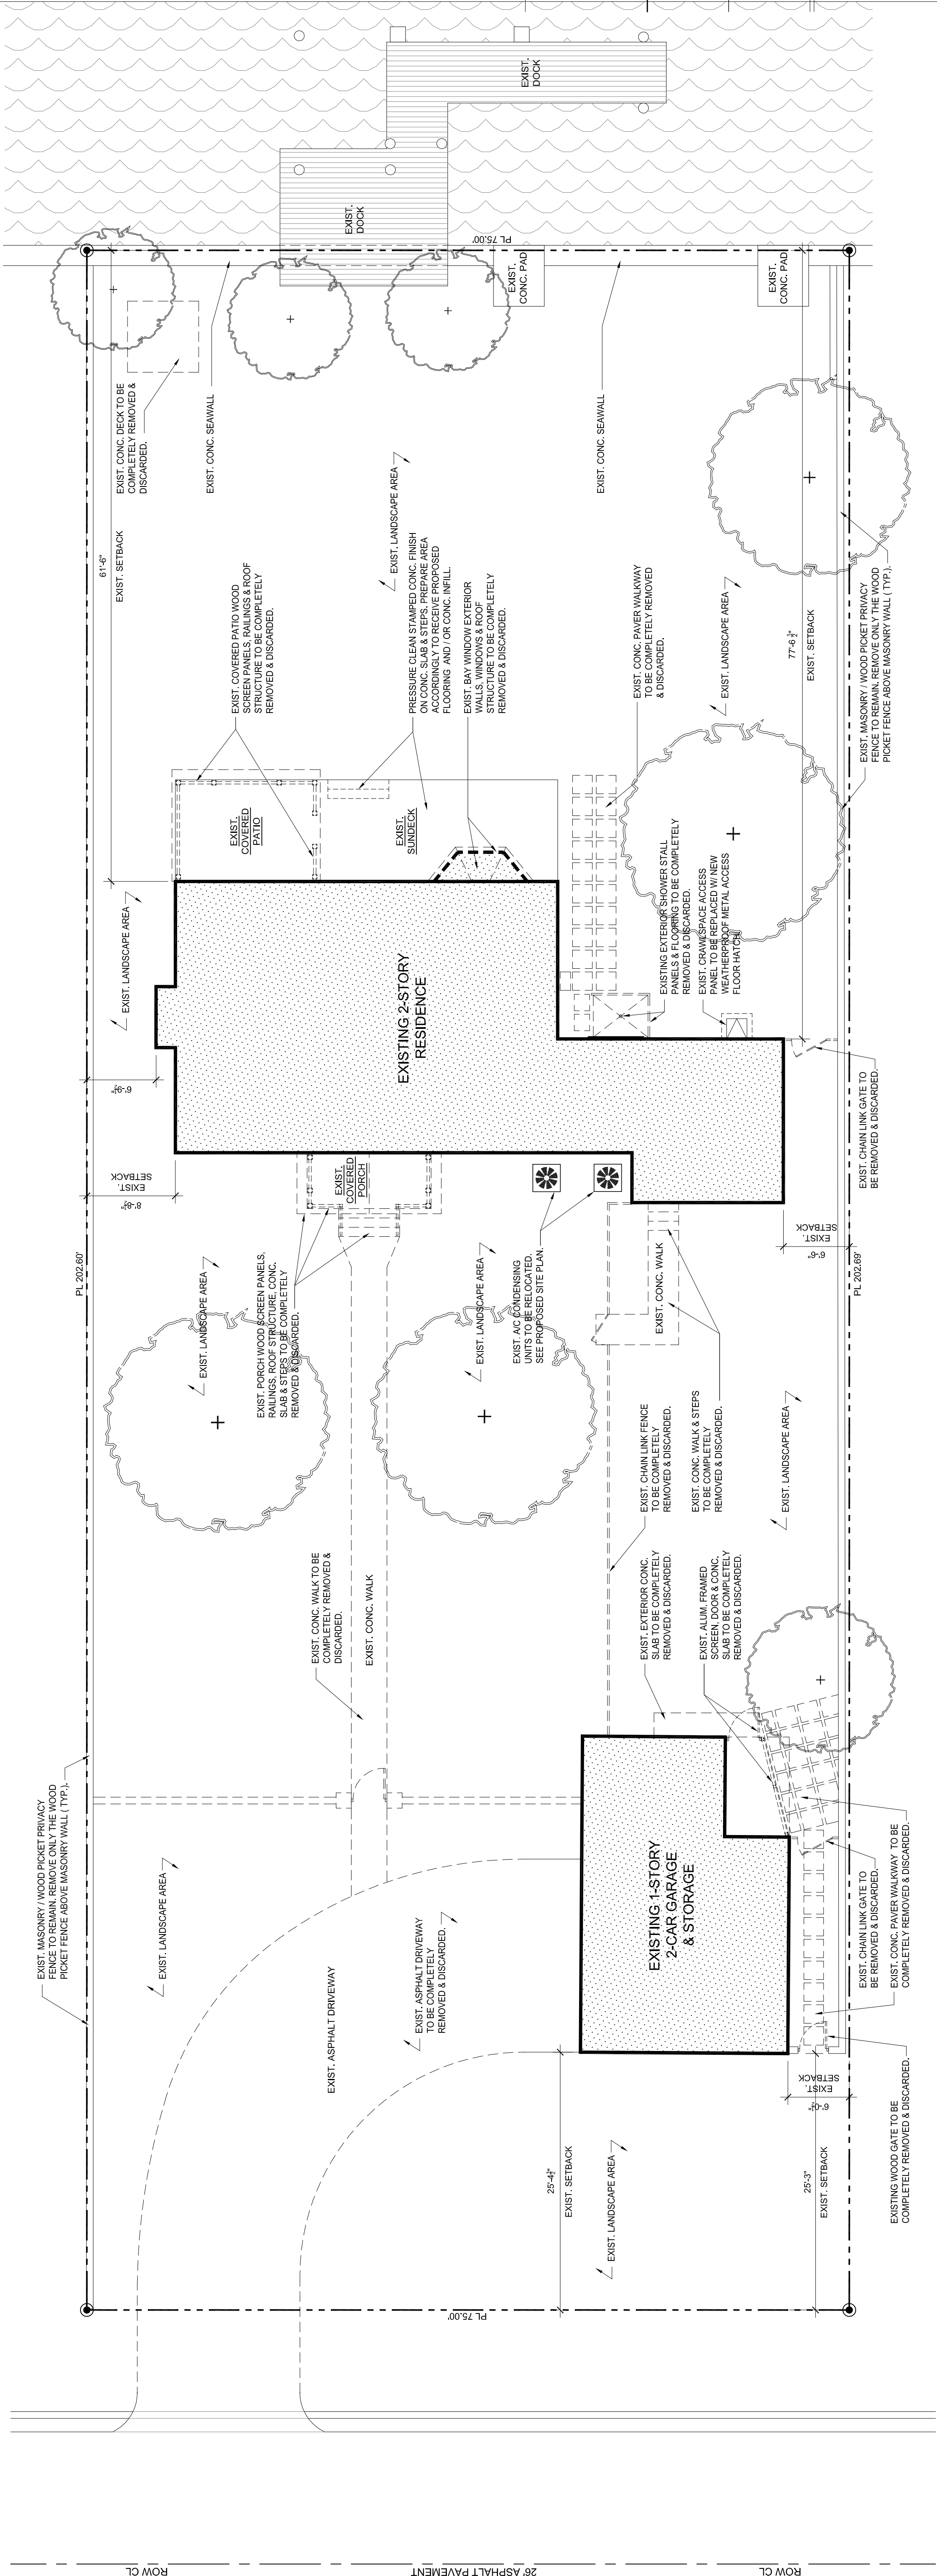 EXIST.
DOCK
EXIST.
DOCK
PL 75.00'
EXIST.
CONC. PAD
EXIST.
CONC. PAD
EXIST. CONC. DECK TO BE
COMPLETELY REMOVED &
DISCARDED.
EXIST. CONC. SEAWALL
EXIST. CONC. SEAWALL
61'-6"
EXIST. SETBACK
EXIST. LANDSCAPE AREA
EXIST. COVERED PATIO WOOD
SCREEN PANELS, RAILINGS & ROOF
STRUCTURE TO BE COMPLETELY
REMOVED & DISCARDED.
PRESSURE CLEAN STAMPED CONC. FINISH
ON CONC. SLAB & STEPS. PREPARE AREA
ACCORDINGLY TO RECEIVE PROPOSED
FLOORING AND / OR CONC. INFILL.
EXIST. BAY WINDOW EXTERIOR
WALLS, WINDOWS & ROOF
STRUCTURE TO BE COMPLETELY
REMOVED & DISCARDED.
EXIST. CONC. PAVER WALKWAY
TO BE COMPLETELY REMOVED
& DISCARDED.
EXIST. LANDSCAPE AREA
77'-6 ½"
EXIST. SETBACK
EXIST. MASONRY / WOOD PICKET PRIVACY
FENCE TO REMAIN. REMOVE ONLY THE WOOD
PICKET FENCE ABOVE MASONRY WALL ( TYP.).
EXIST.
COVERED
PATIO
EXIST.
SUNDECK
EXIST. LANDSCAPE AREA
EXISTING 2-STORY
RESIDENCE
EXISTING EXTERIOR SHOWER STALL
PANELS & FLOORING TO BE COMPLETELY
REMOVED & DISCARDED.
EXIST. CRAWLSPACE ACCESS
PANEL TO BE REPLACED W/ NEW
WEATHERPROOF METAL ACCESS
FLOOR HATCH.
EXIST. CHAIN LINK GATE TO
BE REMOVED & DISCARDED.
6'-9½"
8'-8½"
EXIST.
SETBACK
EXIST.
COVERED
PORCH
EXIST.
SETBACK
6'-6"
PL 202.60'
PL 202.69'
EXIST. LANDSCAPE AREA
EXIST. PORCH WOOD SCREEN PANELS,
RAILINGS, ROOF STRUCTURE, CONC.
SLAB & STEPS TO BE COMPLETELY
REMOVED & DISCARDED.
EXIST. LANDSCAPE AREA
EXIST. A/C CONDENSING
UNITS TO BE RELOCATED.
SEE PROPOSED SITE PLAN.
EXIST. CONC. WALK
EXIST. CHAIN LINK FENCE
TO BE COMPLETELY
REMOVED & DISCARDED.
EXIST. CONC. WALK & STEPS
TO BE COMPLETELY
REMOVED & DISCARDED.
EXIST. LANDSCAPE AREA
EXIST. CONC. WALK TO BE
COMPLETELY REMOVED &
DISCARDED.
EXIST. CONC. WALK
EXIST. EXTERIOR CONC.
SLAB TO BE COMPLETELY
REMOVED & DISCARDED.
EXIST. ALUM. FRAMED
SCREEN, DOOR & CONC.
SLAB TO BE COMPLETELY
REMOVED & DISCARDED.
EXIST. MASONRY / WOOD PICKET PRIVACY
FENCE TO REMAIN. REMOVE ONLY THE WOOD
PICKET FENCE ABOVE MASONRY WALL ( TYP.).
EXIST. LANDSCAPE AREA
EXIST. ASPHALT DRIVEWAY
EXIST. ASPHALT DRIVEWAY
TO BE COMPLETELY
REMOVED & DISCARDED.
EXISTING 1-STORY
2-CAR GARAGE
& STORAGE
EXIST. CHAIN LINK GATE TO
BE REMOVED & DISCARDED.
EXIST. CONC. PAVER WALKWAY TO BE
COMPLETELY REMOVED & DISCARDED.
EXISTING WOOD GATE TO BE
COMPLETELY REMOVED & DISCARDED.
EXIST.
SETBACK
25'-4¾"
EXIST. SETBACK
EXIST. LANDSCAPE AREA
25'-3"
EXIST. SETBACK
PL 75.00'
ROW CL
26' ASPHALT PAVEMENT
ROW CL